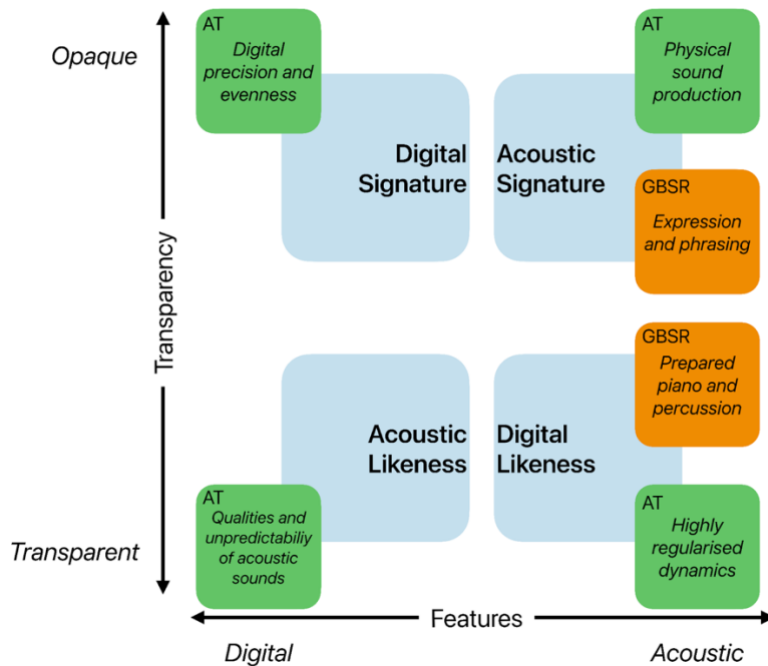 Opaque
AT
Digital
precision and
evenness
AT
Physical
sound
production
Digital
Signature
Acoustic
Signature
GBSR
Expression
and phrasing
Transparency
GBSR
Prepared
piano and
percussion
Acoustic
Likeness
Digital
Likeness
AT
Qualities and
unpredictabiliy
of acoustic
sounds
AT
Highly
regularised
dynamics
Transparent
Features
Digital
Acoustic